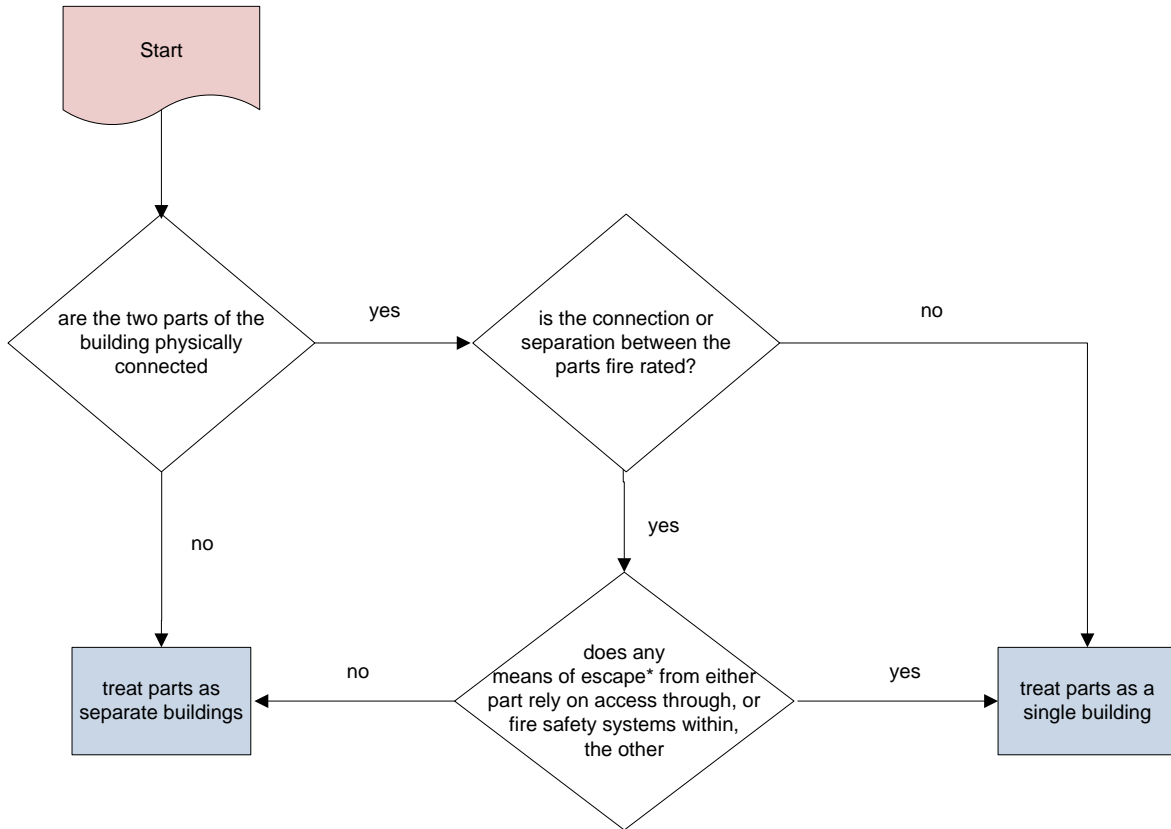 Start
are the two parts of the
building physically
connected
yes
is the connection or
separation between the
parts fire rated?
no
no
yes
treat parts as
separate buildings
no
does any
means of escape* from either
part rely on access through, or
fire safety systems within,
the other
yes
treat parts as a
single building